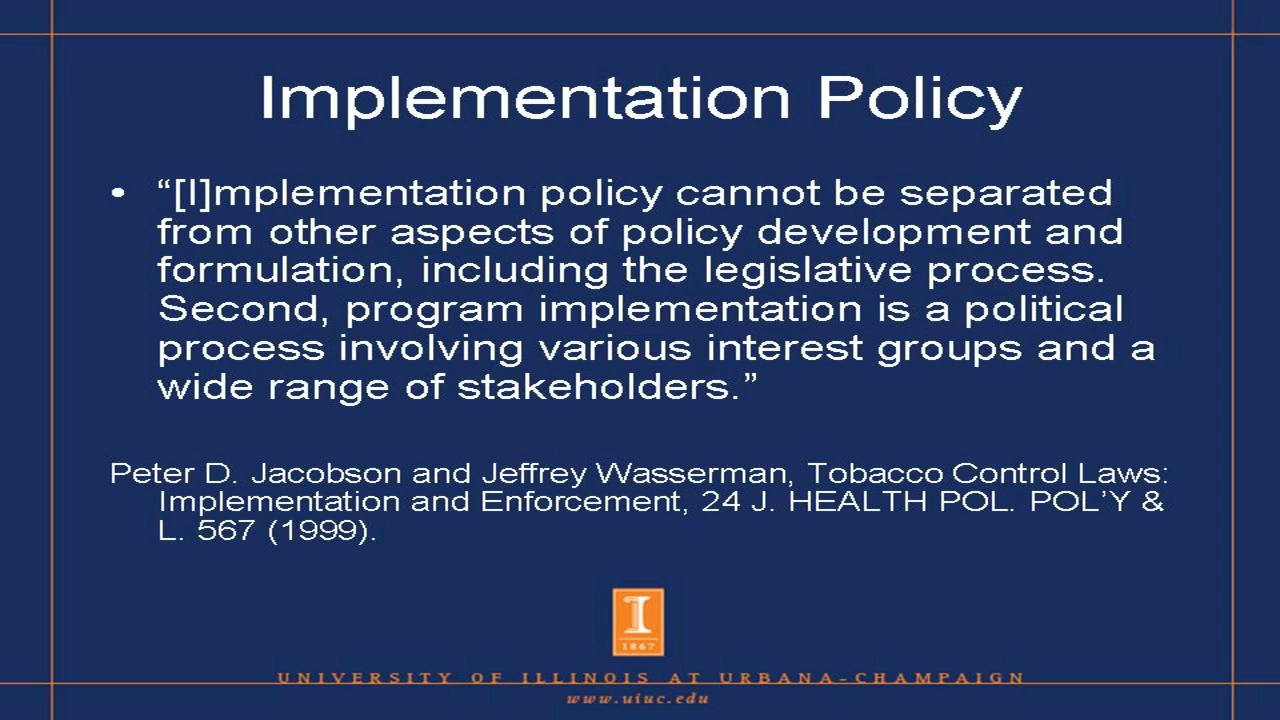 Implementation Policy
• “[I]mplementation policy cannot be separated
from other aspects of policy development and
formulation, including the legislative process.
Second, program implementation is a political
process involving various interest groups and a
wide range of stakeholders.”
Peter D. Jacobson and Jeffrey Wasserman, Tobacco Control Laws:
Implementation and Enforcement, 24 J. HEALTH POL. POL’Y &
L. 567 (1999).
I
1867
UNIVERSITY OF ILLINOIS AT URBANA-CHAMPAIGN
www.uiuc.edu